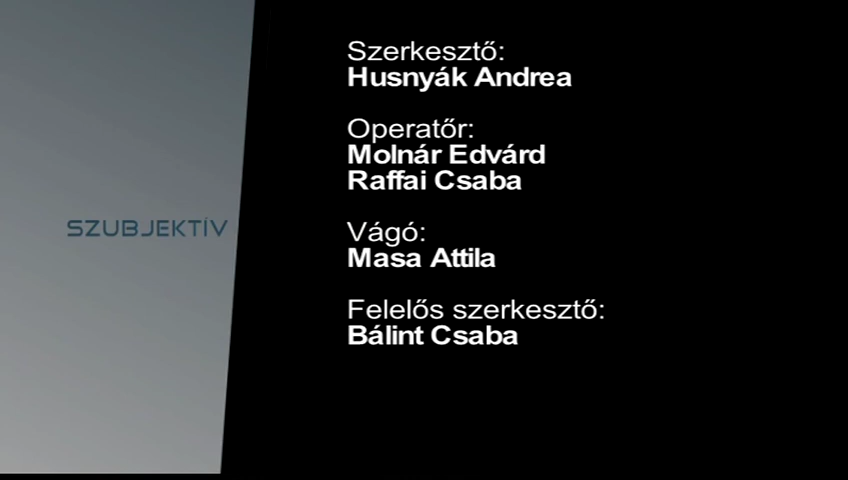 SZUBJEKTÍV
Szerkesztő:
Husnyák Andrea
Operatőr:
Molnár Edvárd
Raffai Csaba
Vágó:
Masa Attila
Felelős szerkesztő:
Bálint Csaba